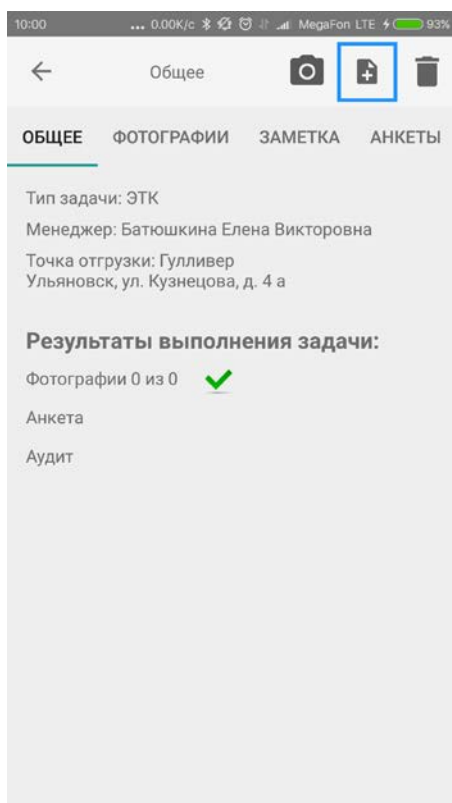 10:00 ... 0.00K/c MegaFon LTE 93%
Общее
ОБЩЕЕ ФОТОГРАФИИ ЗАМЕТКА АНКЕТЫ
Тип задачи: ЭТК
Менеджер: Батюшкина Елена Викторовна
Точка отгрузки: Гулливер
Ульяновск, ул. Кузнецова, д. 4 а
Результаты выполнения задачи:
Фотографии 0 из 0
Анкета
Аудит